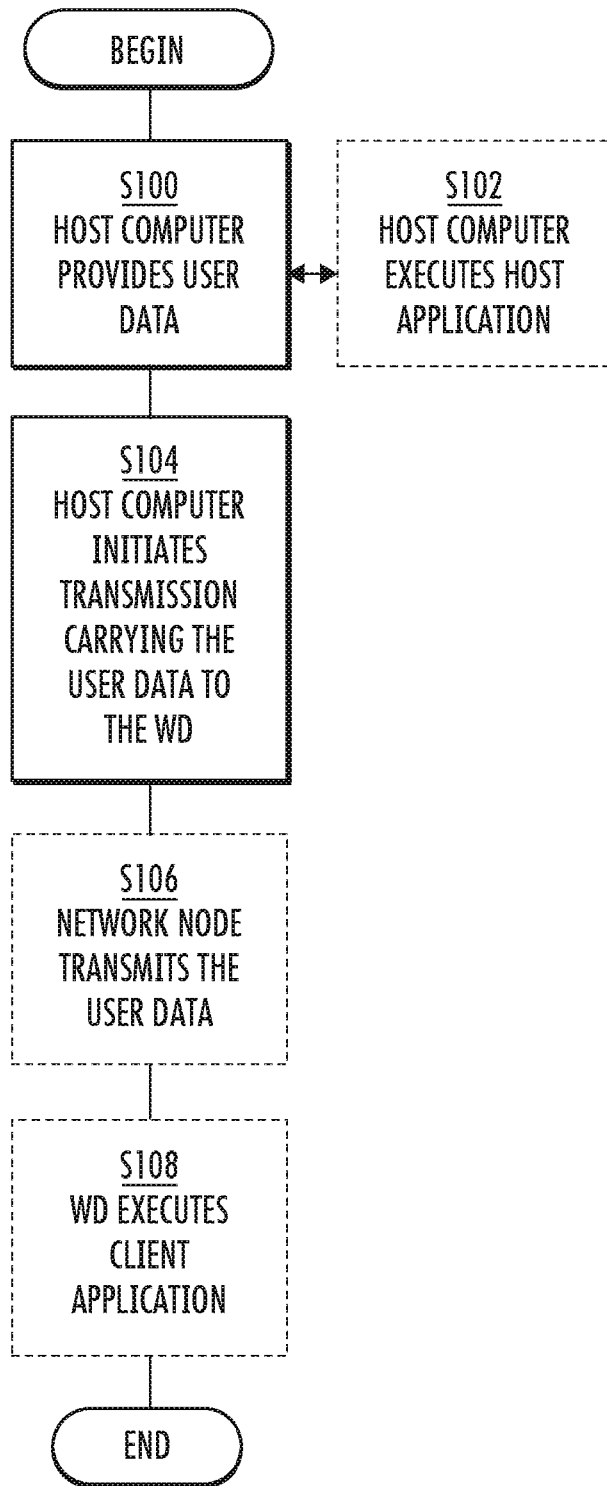 BEGIN
S100
HOST COMPUTER
PROVIDES USER
DATA
S102
HOST COMPUTER
EXECUTES HOST
APPLICATION
S104
HOST COMPUTER
INITIATES
TRANSMISSION
CARRYING THE
USER DATA TO
THE WD
S106
NETWORK NODE
TRANSMITS THE
USER DATA
S108
WD EXECUTES
CLIENT
APPLICATION
END